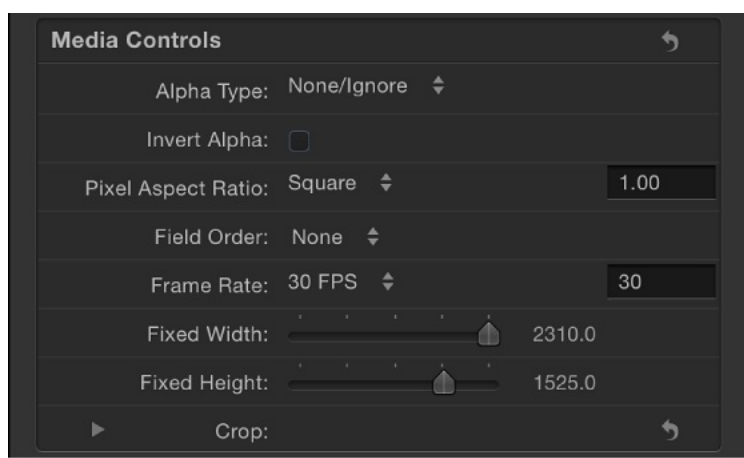 Media Controls
Alpha Type: None/Ignore
Invert Alpha:
Pixel Aspect Ratio: Square 1.00
Field Order: None
Frame Rate: 30 FPS 30
Fixed Width: 2310.0
Fixed Height: 1525.0
Crop: